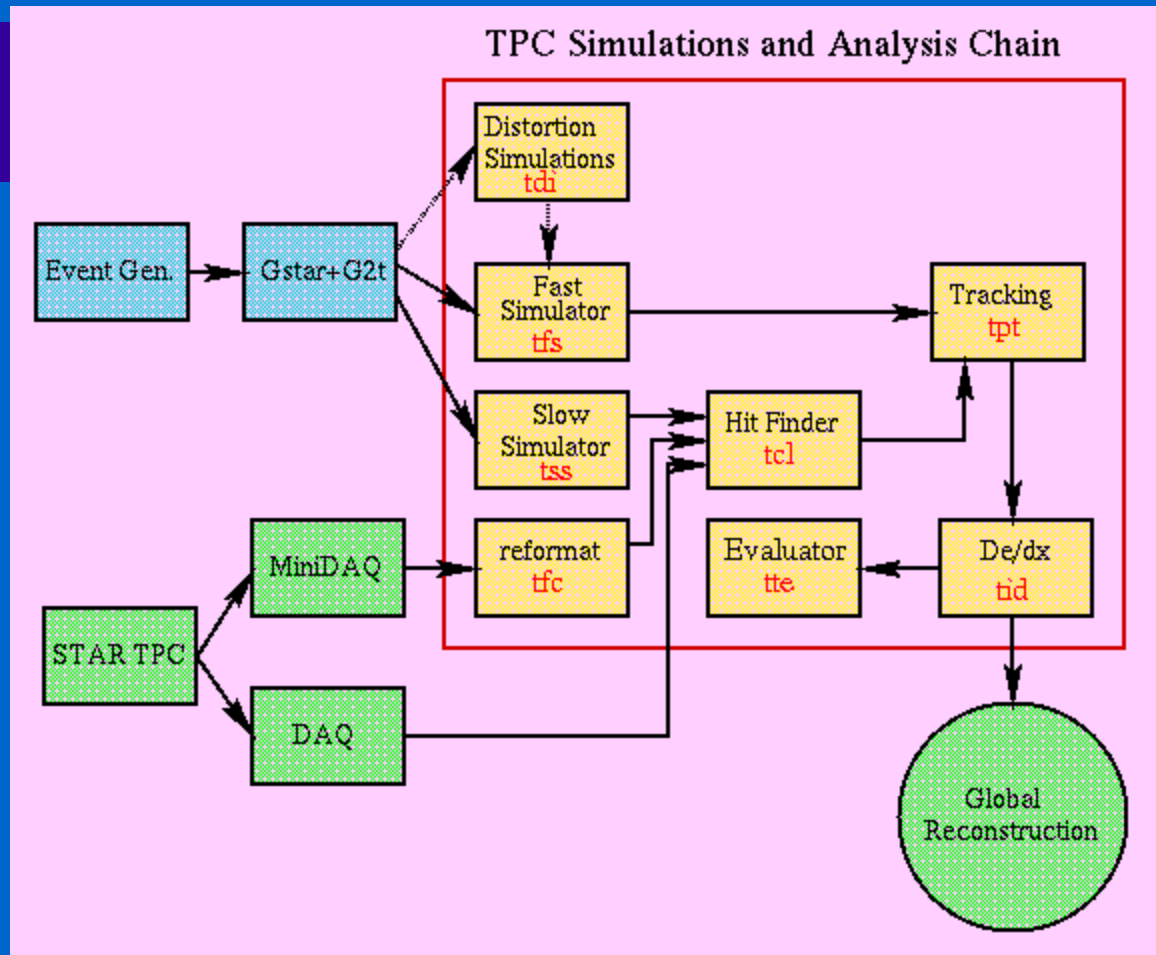 TPC Simulations and Analysis Chain
Distortion
Simulations
tdi
Event Gen.
Gstar+G2t
Fast
Simulator
tfs
Tracking
tpt
Slow
Simulator
tss
Hit Finder
tcl
MiniDAQ
reformat
tfc
Evaluator
tte
De/dx
tid
STAR TPC
DAQ
Global
Reconstruction